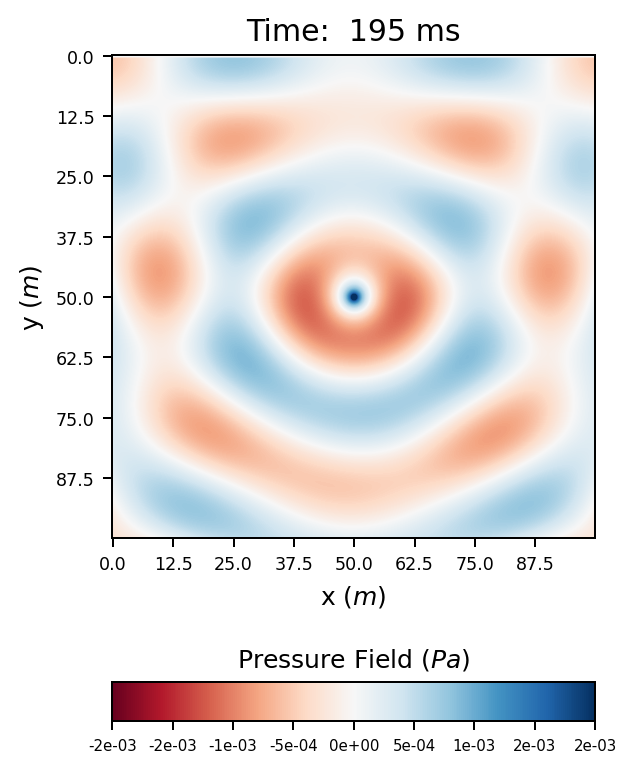 Time:  195 ms
0.0
12.5
25.0
37.5
50.0
62.5
75.0
87.5
y (m)
0.0 12.5 25.0 37.5 50.0 62.5 75.0 87.5
x (m)
Pressure Field (Pa)
-2e-03 -2e-03 -1e-03 -5e-04 0e+00 5e-04 1e-03 2e-03 2e-03